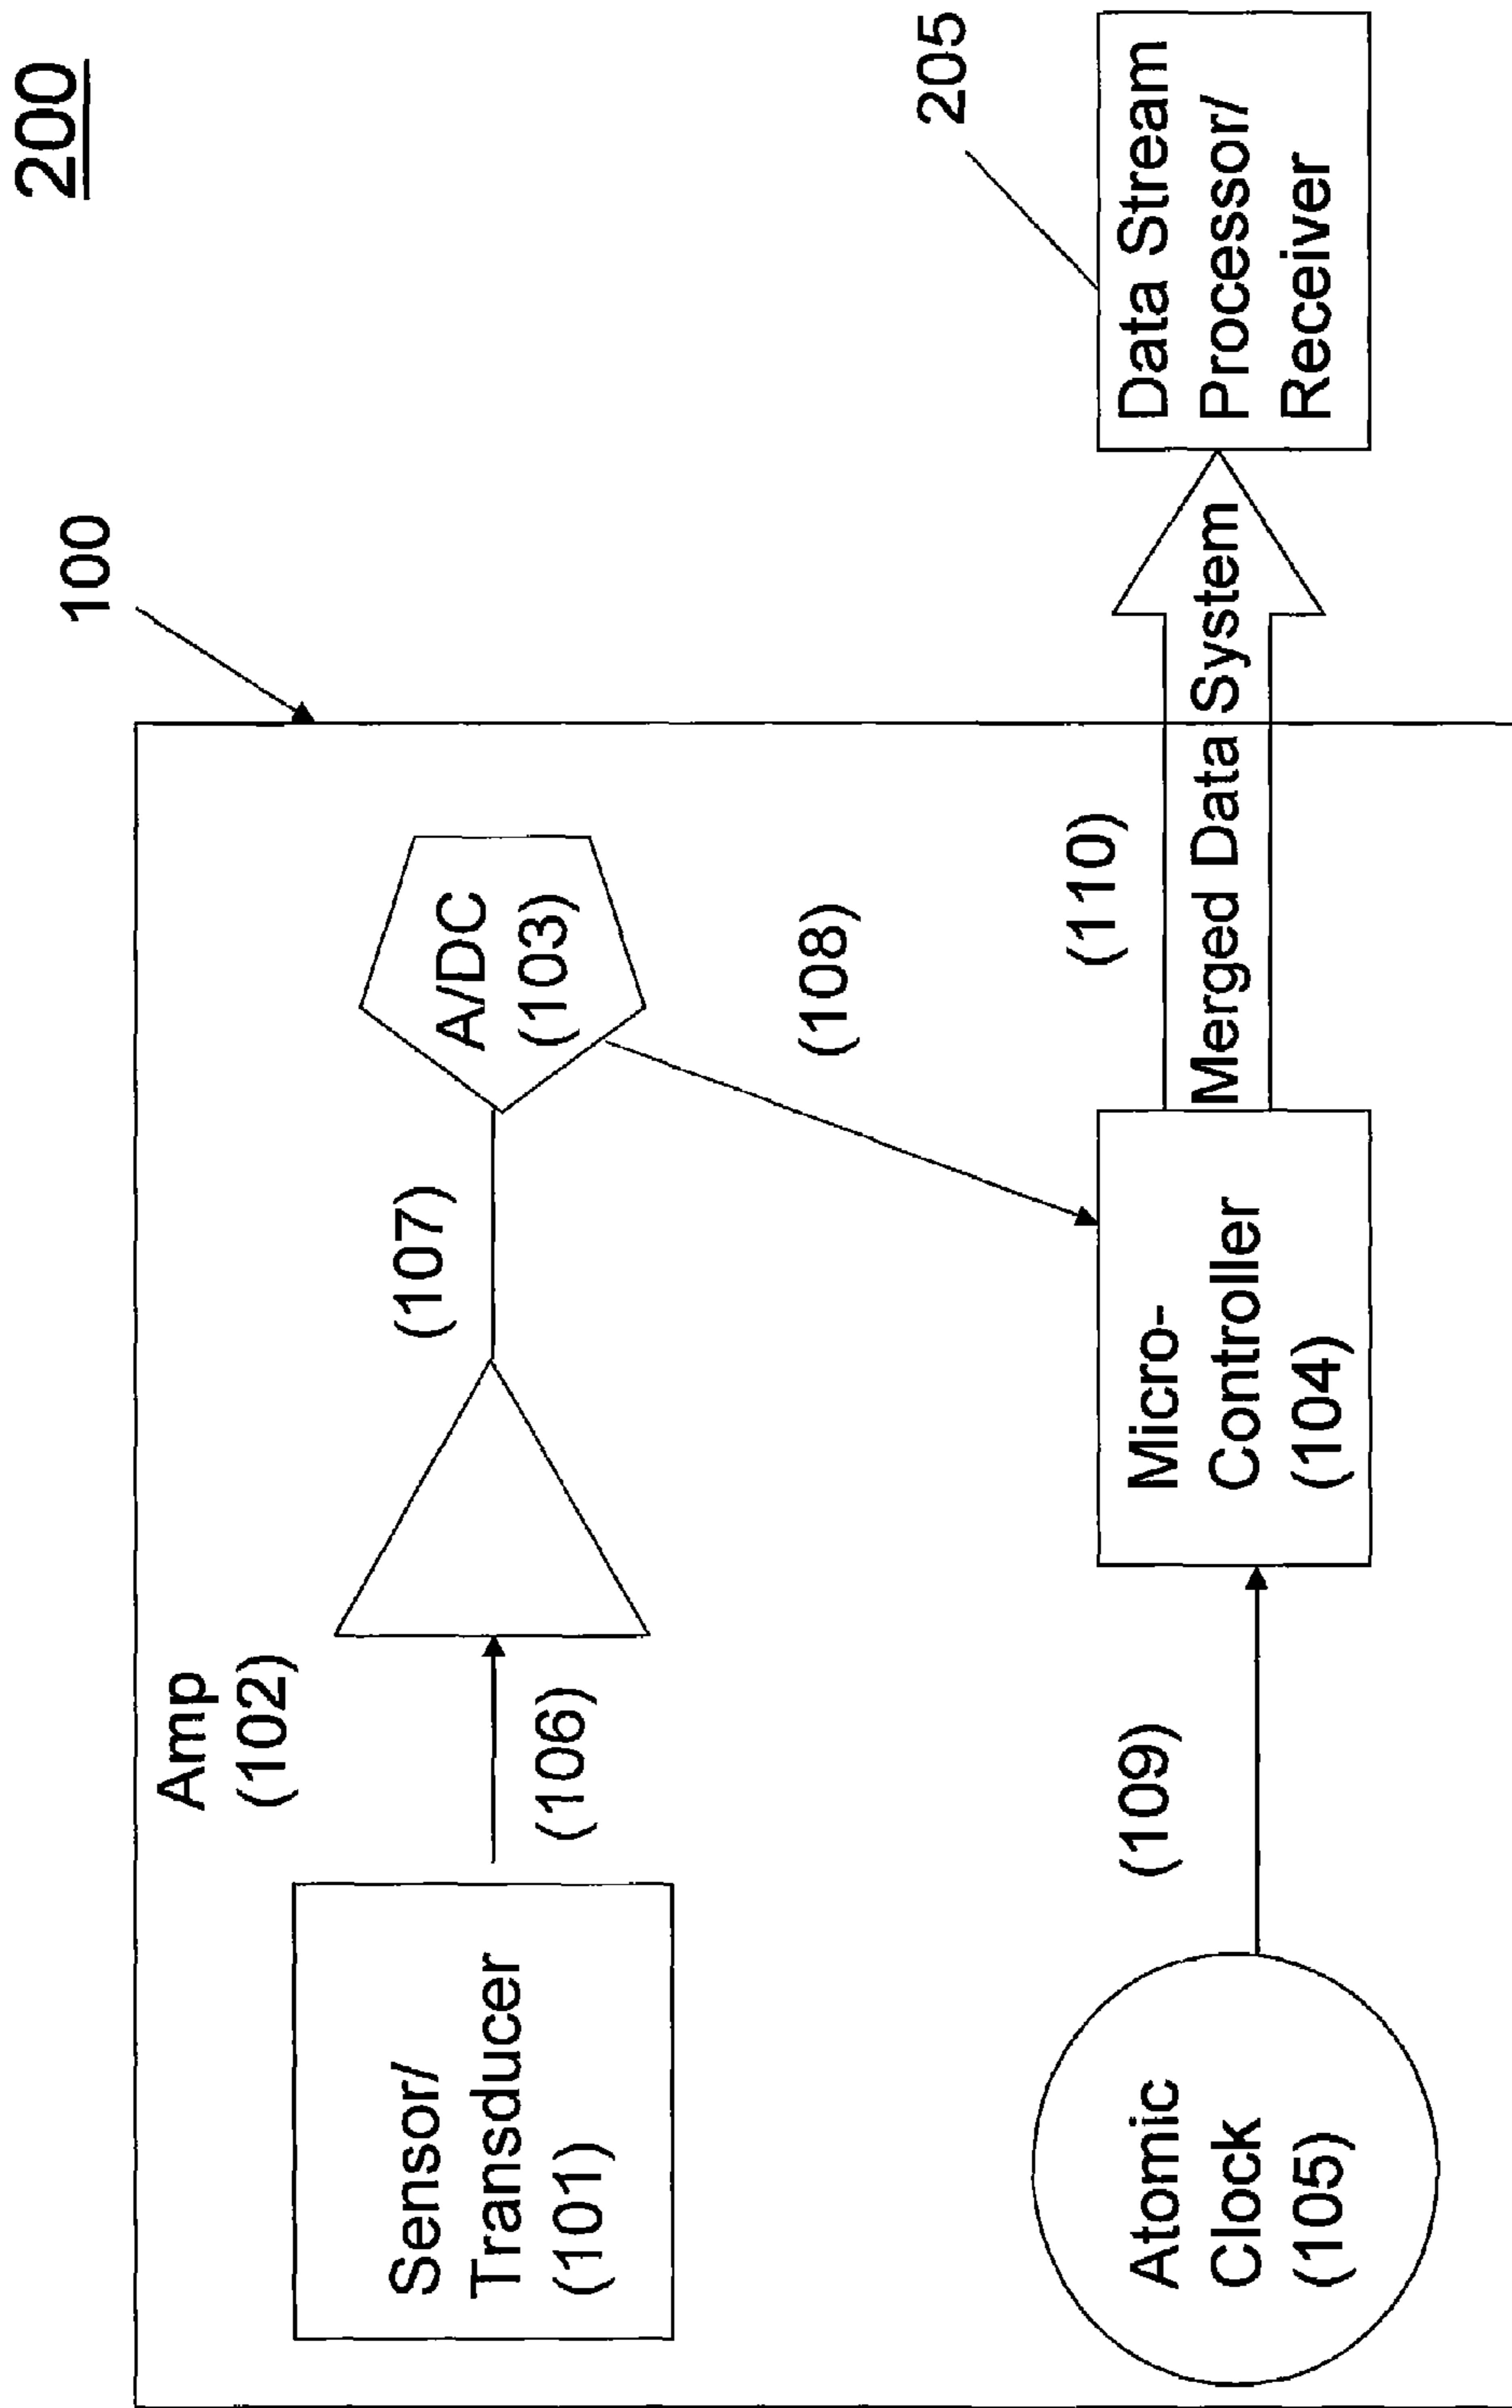 200
100
205
Amp
(102)
Sensor/
Transducer
(101)
(106)
(107)
A/DC
(103)
(108)
Atomic
Clock
(105)
(109)
Micro-
Controller
(104)
(110)
Merged Data System
Data Stream
Processor/
Receiver